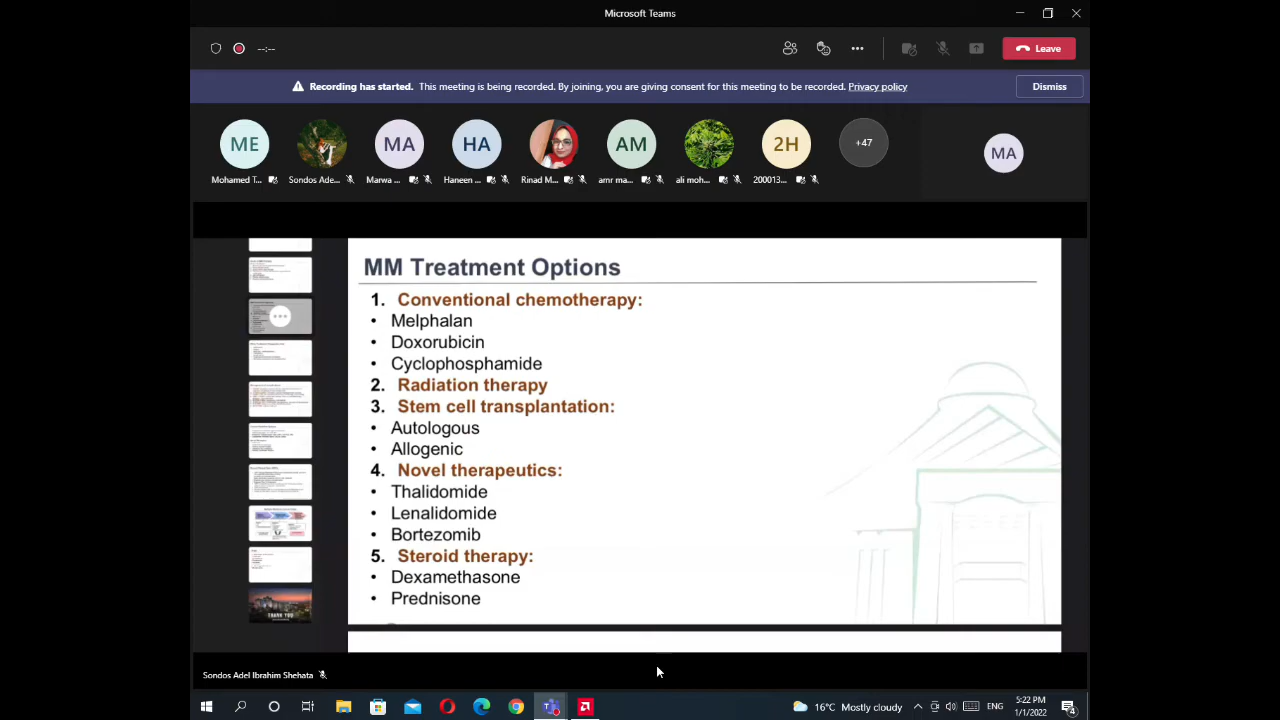 Microsoft Teams
--:--
Leave
Recording has started. This meeting is being recorded. By joining, you are giving consent for this meeting to be recorded. Privacy policy
Dismiss
ME
MA
HA
AM
2H
+47
MA
Mohamed T...
Sondos Ade...
Marwa ...
Haneen ...
Rinad M...
amr ma...
ali moh...
200013...
MM Treatment Options
1. Conventional chemotherapy:
• Melphalan
• Doxorubicin
• Cyclophosphamide
2. Radiation therapy
3. Stem cell transplantation:
• Autologous
• Allogenic
4. Novel therapeutics:
• Thalidomide
• Lenalidomide
• Bortezomib
5. Steroid therapy:
• Dexamethasone
• Prednisone
THANK YOU
Sondos Adel Ibrahim Shehata
16°C Mostly cloudy
ENG
5:22 PM
1/1/2022
4